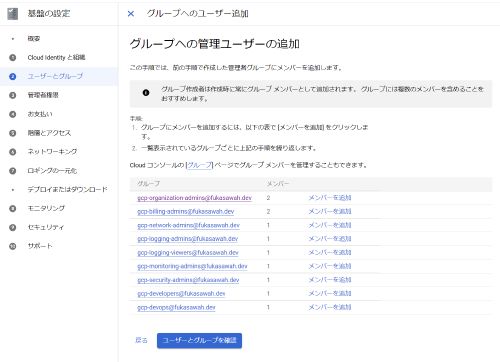 基盤の設定
グループへのユーザー追加
概要
1 Cloud Identity と組織
2 ユーザーとグループ
3 管理者権限
4 お支払い
5 階層とアクセス
6 ネットワーキング
7 ロギングの一元化
デプロイまたはダウンロード
8 モニタリング
9 セキュリティ
10 サポート
グループへの管理ユーザーの追加
この手順では、前の手順で作成した管理者グループにメンバーを追加します。
グループ作成者は作成時に常にグループ メンバーとして追加されます。グループには複数のメンバーを含めることを
おすすめします。
手順:
1. グループにメンバーを追加するには、以下の表で [メンバーを追加] をクリックしま
す。
2. 一覧表示されているグループごとに上記の手順を繰り返します。
Cloud コンソールの [グループ] ページでグループ メンバーを管理することもできます。
グループ メンバー
gcp-organization-admins@fukasawah.dev 2 メンバーを追加
gcp-billing-admins@fukasawah.dev 2 メンバーを追加
gcp-network-admins@fukasawah.dev 1 メンバーを追加
gcp-logging-admins@fukasawah.dev 1 メンバーを追加
gcp-logging-viewers@fukasawah.dev 1 メンバーを追加
gcp-monitoring-admins@fukasawah.dev 1 メンバーを追加
gcp-security-admins@fukasawah.dev 1 メンバーを追加
gcp-developers@fukasawah.dev 1 メンバーを追加
gcp-devops@fukasawah.dev 1 メンバーを追加
戻る ユーザーとグループを確認